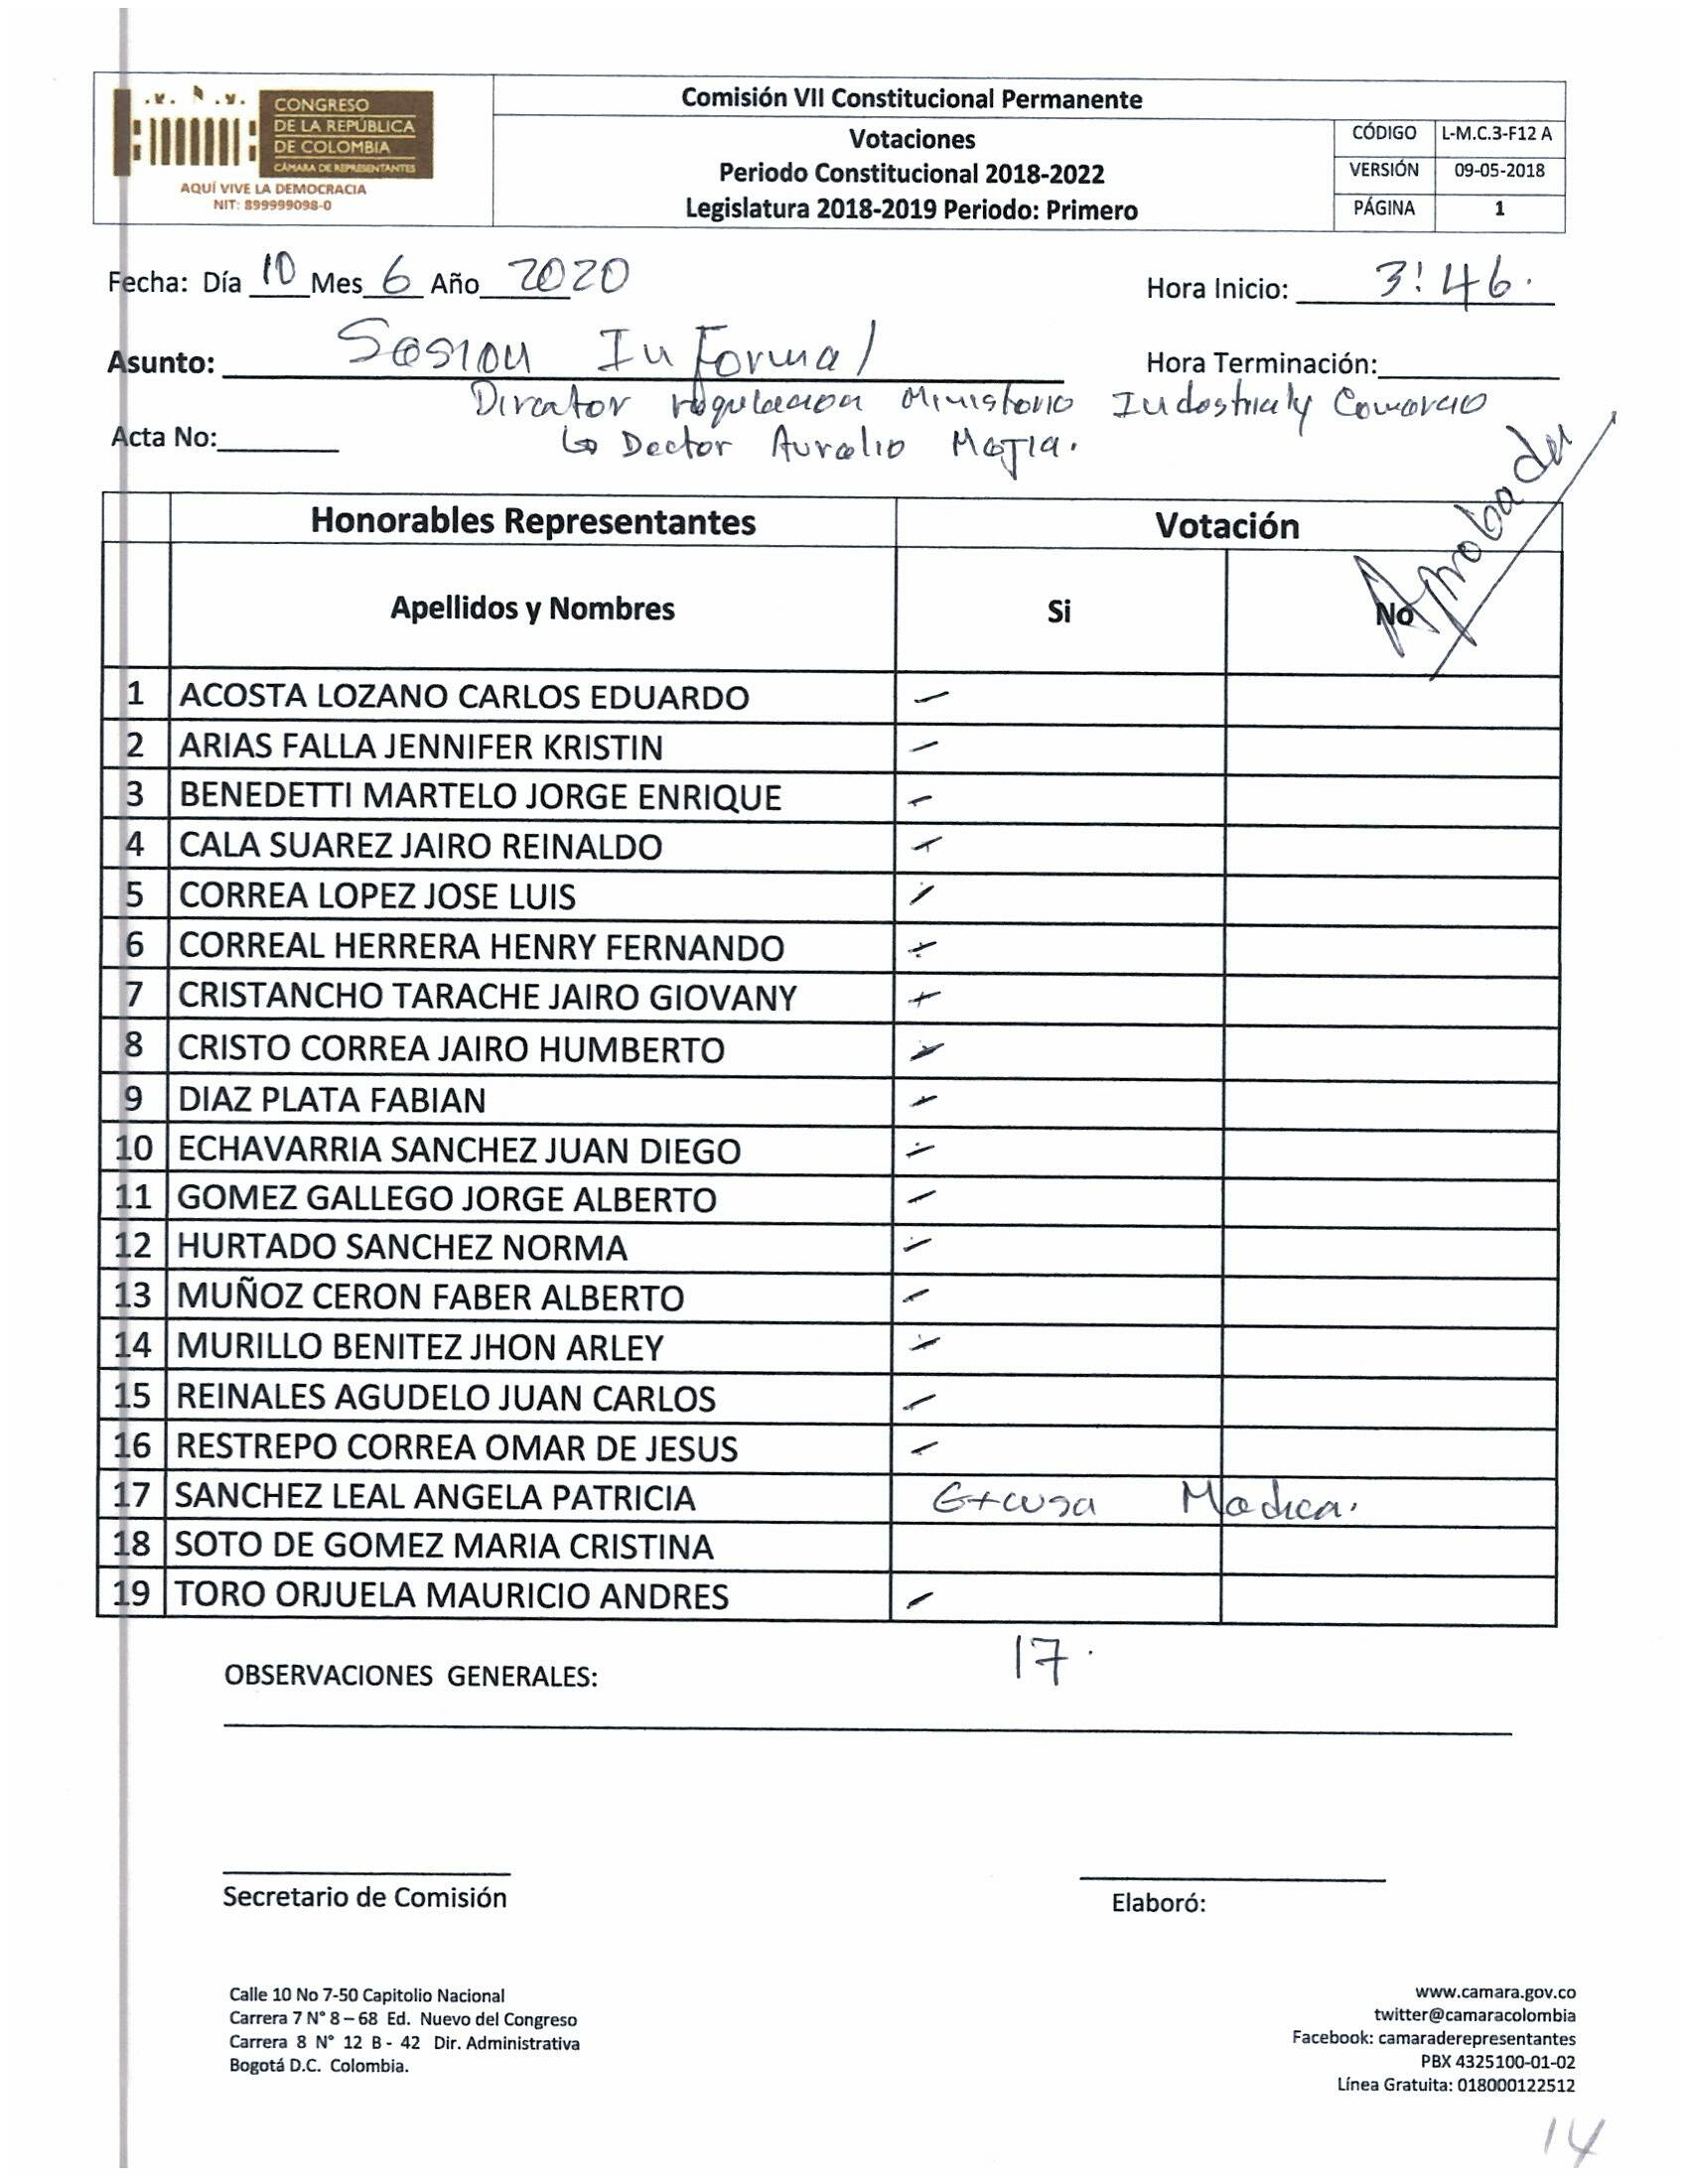 CONGRESO
DE LA REPÚBLICA
DE COLOMBIA
CÁMARA DE REPRESENTANTES
AQUÍ VIVE LA DEMOCRACIA
NIT: 899999098-0
Comisión VII Constitucional Permanente
Votaciones
Periodo Constitucional 2018-2022
Legislatura 2018-2019 Periodo: Primero
CÓDIGO L-M.C.3-F12 A
VERSIÓN 09-05-2018
PÁGINA 1
Fecha: Día 10 Mes 6 Año 2020 Hora Inicio: 3:46.
Asunto: Sesion Informal Hora Terminación:
Director regulacion Ministerio Industria y Comercio
Acta No: Doctor Aurelio Mejia.
Aprobada
Honorables Representantes Votación
Apellidos y Nombres Si No
1 ACOSTA LOZANO CARLOS EDUARDO
2 ARIAS FALLA JENNIFER KRISTIN
3 BENEDETTI MARTELO JORGE ENRIQUE
4 CALA SUAREZ JAIRO REINALDO
5 CORREA LOPEZ JOSE LUIS
6 CORREAL HERRERA HENRY FERNANDO
7 CRISTANCHO TARACHE JAIRO GIOVANY
8 CRISTO CORREA JAIRO HUMBERTO
9 DIAZ PLATA FABIAN
10 ECHAVARRIA SANCHEZ JUAN DIEGO
11 GOMEZ GALLEGO JORGE ALBERTO
12 HURTADO SANCHEZ NORMA
13 MUÑOZ CERON FABER ALBERTO
14 MURILLO BENITEZ JHON ARLEY
15 REINALES AGUDELO JUAN CARLOS
16 RESTREPO CORREA OMAR DE JESUS
17 SANCHEZ LEAL ANGELA PATRICIA Excusa Medica.
18 SOTO DE GOMEZ MARIA CRISTINA
19 TORO ORJUELA MAURICIO ANDRES
17.
OBSERVACIONES GENERALES:
Secretario de Comisión
Elaboró:
Calle 10 No 7-50 Capitolio Nacional
Carrera 7 N° 8 – 68 Ed. Nuevo del Congreso
Carrera 8 N° 12 B - 42 Dir. Administrativa
Bogotá D.C. Colombia.
www.camara.gov.co
twitter@camaracolombia
Facebook: camaraderepresentantes
PBX 4325100-01-02
Línea Gratuita: 018000122512
14